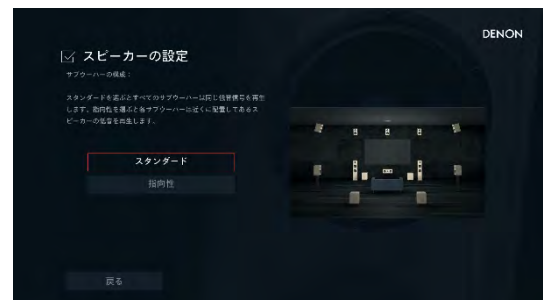 DENON
スピーカーの設定
サブウーハーの構成：
スタンダードを選ぶとすべてのサブウーハーは同じ低音信号を再生
します。指向性を選ぶと各サブウーハーは近くに配置してあるス
ピーカーの低音を再生します。
スタンダード
指向性
戻る